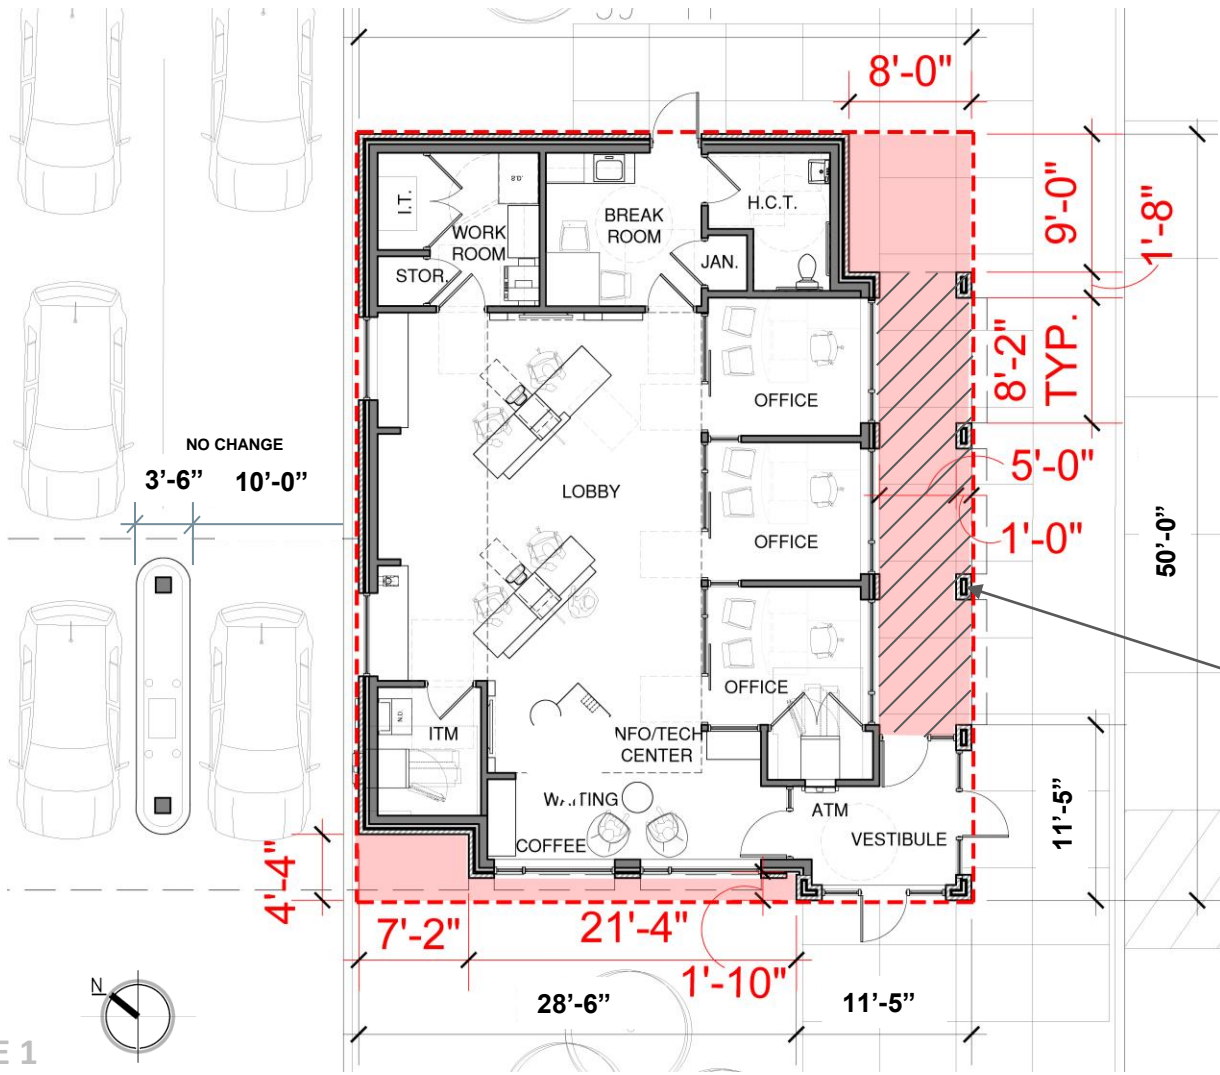 8'-0"
9'-0"
1'-8"
I.T.
WORK
ROOM
STOR.
BREAK
ROOM
H.C.T.
JAN.
8'-2"
TYP.
OFFICE
NO CHANGE
3'-6”
10'-0”
LOBBY
5'-0"
1'-0"
50'-0”
OFFICE
OFFICE
N.D.
ITM
NFO/TECH
CENTER
WAITING
ATM
VESTIBULE
COFFEE
11'-5”
4'-4"
7'-2"
21'-4"
1'-10"
N
28'-6”
11'-5”
E 1